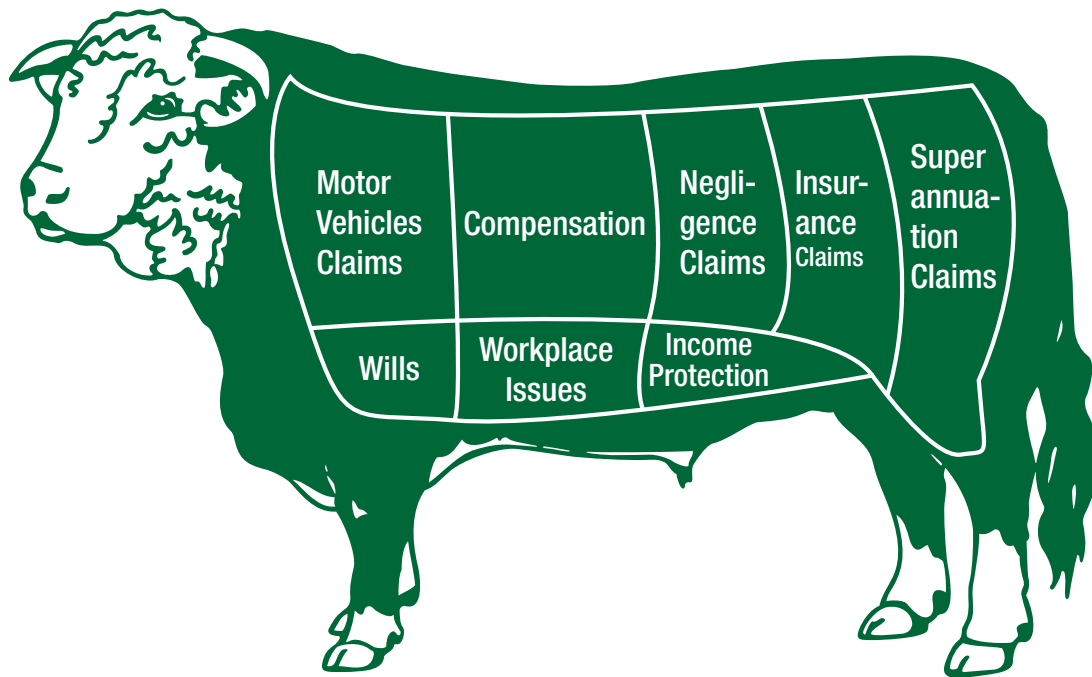 Motor
Vehicles
Claims
Compensation
Negli-
gence
Claims
Insur-
ance
Claims
Super
annua-
tion
Claims
Wills
Workplace
Issues
Income
Protection